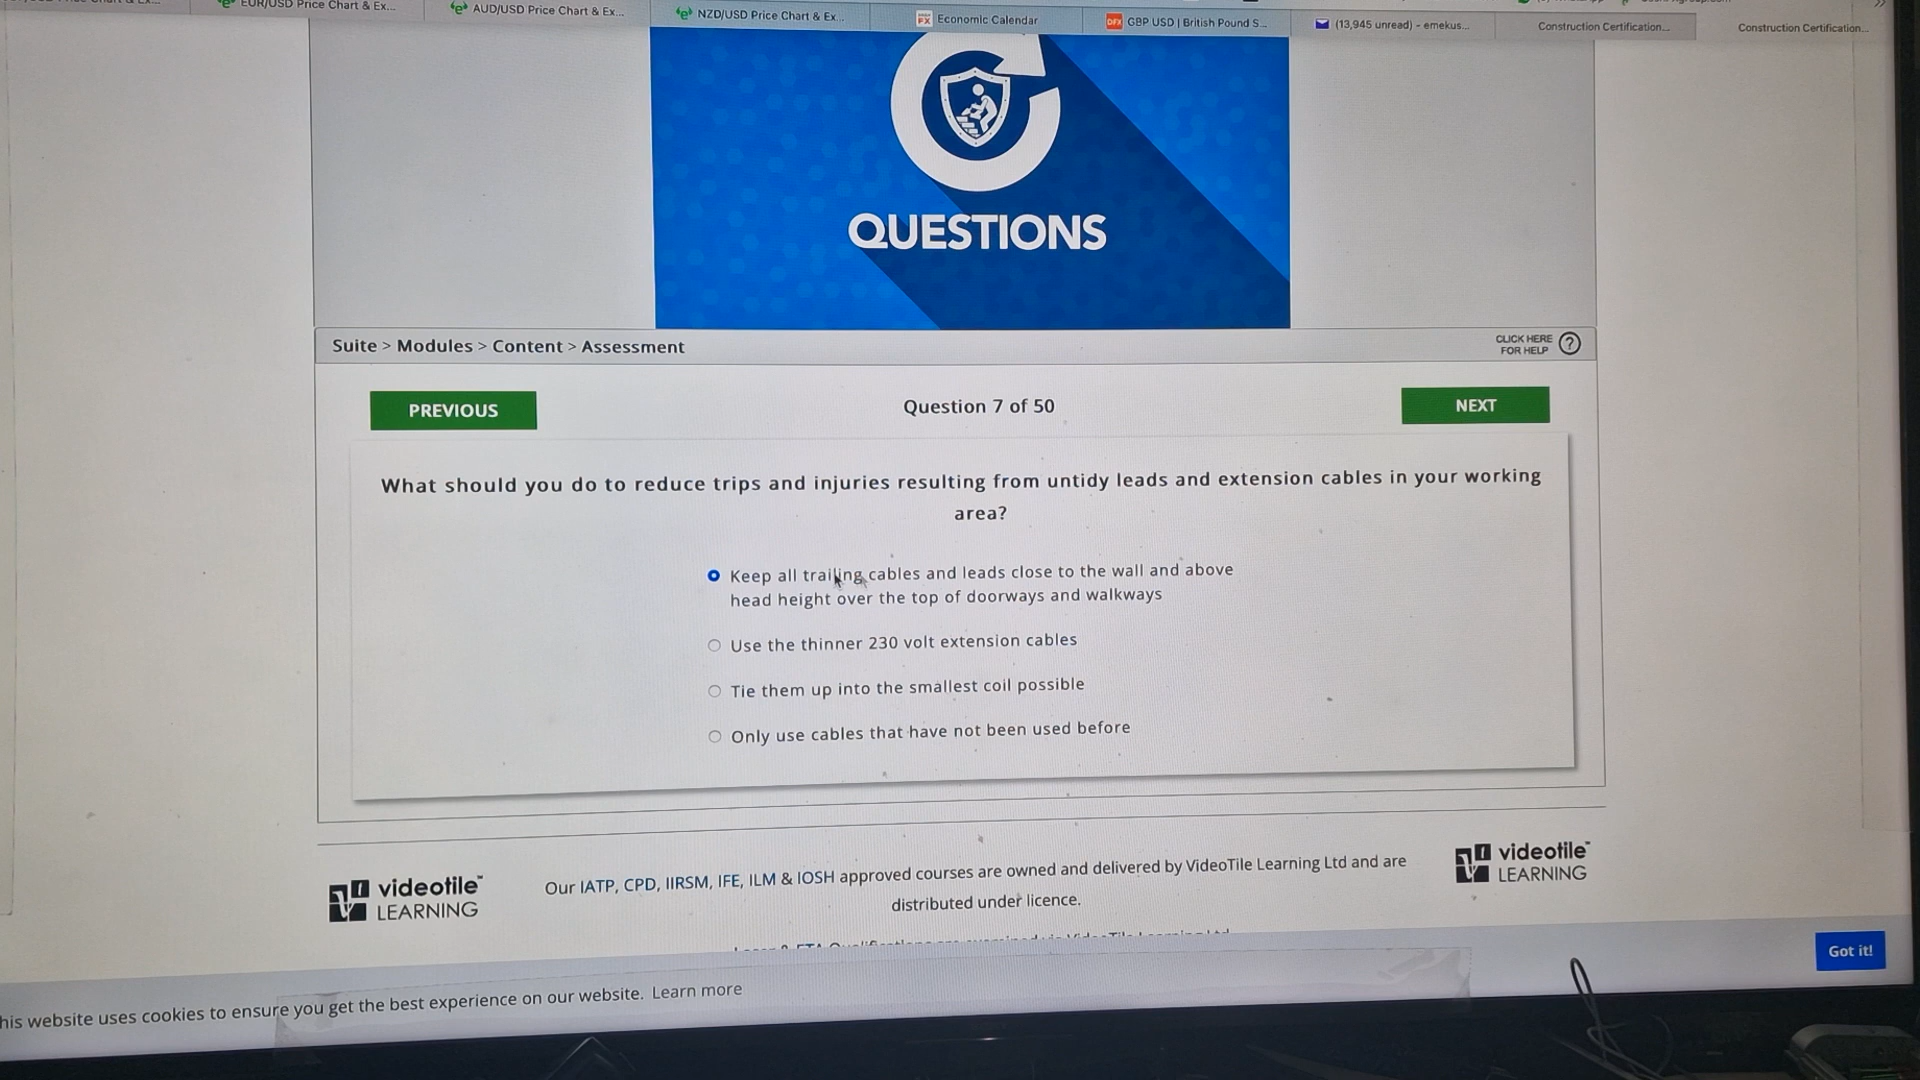 EUR/USD Price Chart & Ex...
AUD/USD Price Chart & Ex...
NZD/USD Price Chart & Ex...
Economic Calendar
GBP USD | British Pound S...
(13,945 unread) - emekus...
Construction Certification...
Construction Certification...
QUESTIONS
Suite > Modules > Content > Assessment
CLICK HERE
FOR HELP ?
PREVIOUS
Question 7 of 50
NEXT
What should you do to reduce trips and injuries resulting from untidy leads and extension cables in your working
area?
Keep all trailing cables and leads close to the wall and above
head height over the top of doorways and walkways
Use the thinner 230 volt extension cables
Tie them up into the smallest coil possible
Only use cables that have not been used before
videotile™
LEARNING
Our IATP, CPD, IIRSM, IFE, ILM & IOSH approved courses are owned and delivered by VideoTile Learning Ltd and are
distributed under licence.
videotile™
LEARNING
Got it!
his website uses cookies to ensure you get the best experience on our website. Learn more